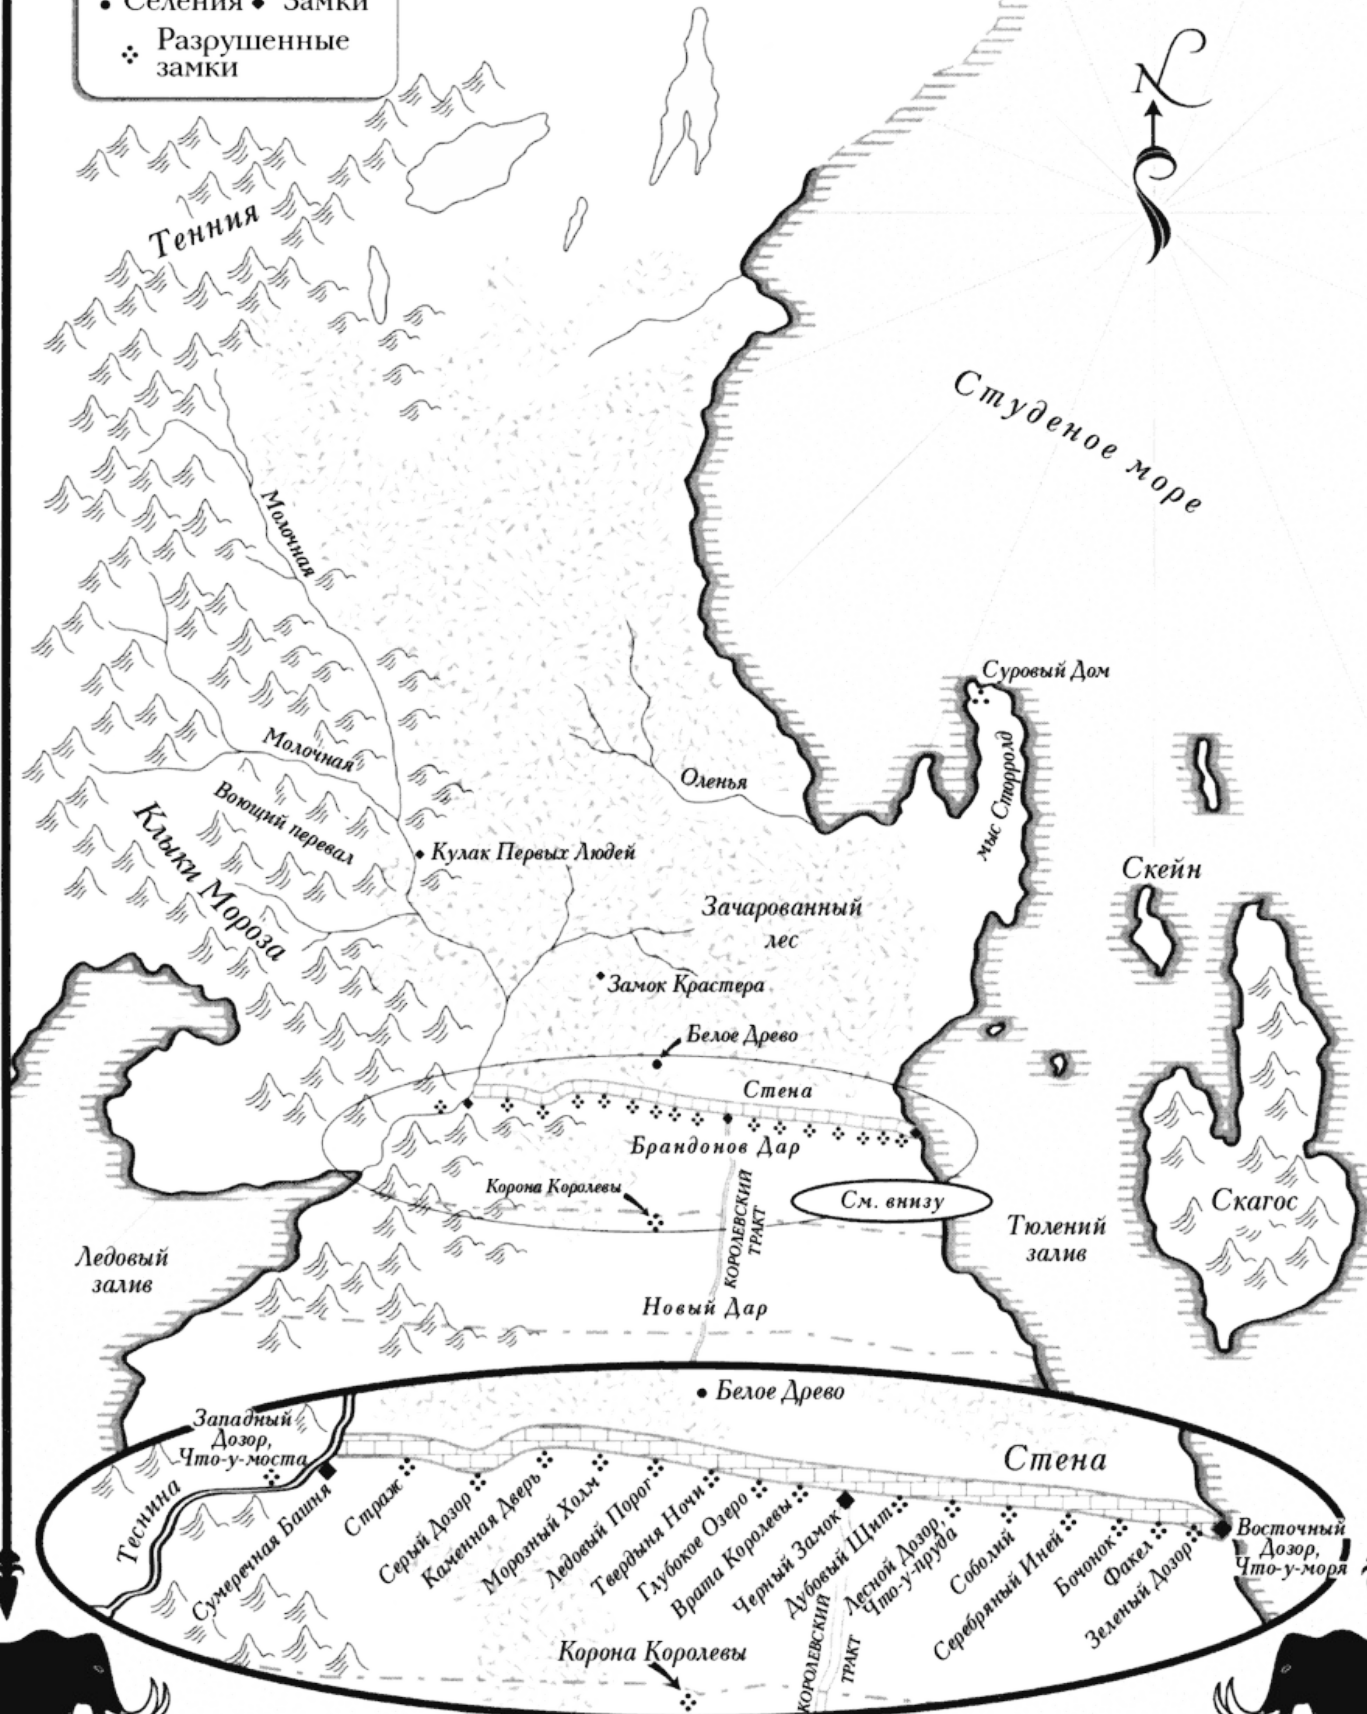 Селения Замки
Разрушенные
замки
N
Тенния
Студеное море
Молочная
Суровый Дом
мыс Сторролд
Молочная
Оленья
Воющий перевал
Клыки Мороза
Кулак Первых Людей
Скейн
Зачарованный
лес
Замок Крастера
Белое Древо
Стена
Брандонов Дар
Корона Королевы
КОРОЛЕВСКИЙ
ТРАКТ
См. внизу
Скагос
Тюлений
залив
Ледовый
залив
Новый Дар
Белое Древо
Западный
Дозор,
Что-у-моста
Стена
Теснина
Сумеречная Башня
Страж
Серый Дозор
Каменная Дверь
Морозный Холм
Ледовый Порог
Твердыня Ночи
Глубокое Озеро
Врата Королевы
Черный Замок
Дубовый Щит
Лесной Дозор,
Что-у-пруда
Соболий
Серебряный Иней
Бочонок
Факел
Зеленый Дозор
Восточный
Дозор,
Что-у-моря
Корона Королевы
КОРОЛЕВСКИЙ
ТРАКТ